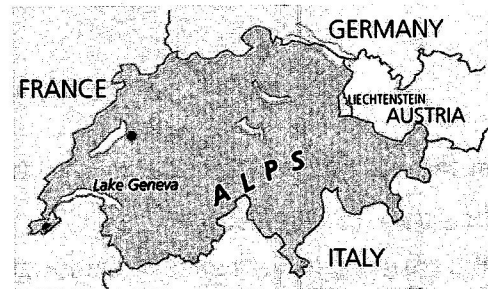 GERMANY
FRANCE
LIECHTENSTEIN
AUSTRIA
Lake Geneva
ALPS
ITALY